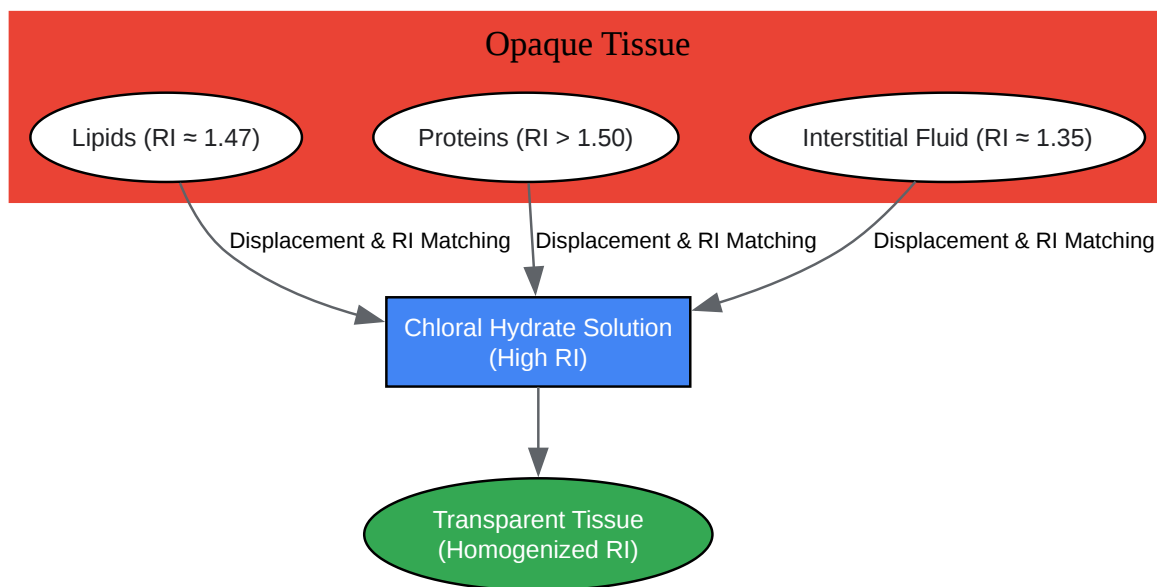 Opaque Tissue
Lipids (RI ≈ 1.47)
Proteins (RI > 1.50)
Interstitial Fluid (RI ≈ 1.35)
Displacement & RI Matching
Displacement & RI Matching
Displacement & RI Matching
Chloral Hydrate Solution
(High RI)
Transparent Tissue
(Homogenized RI)